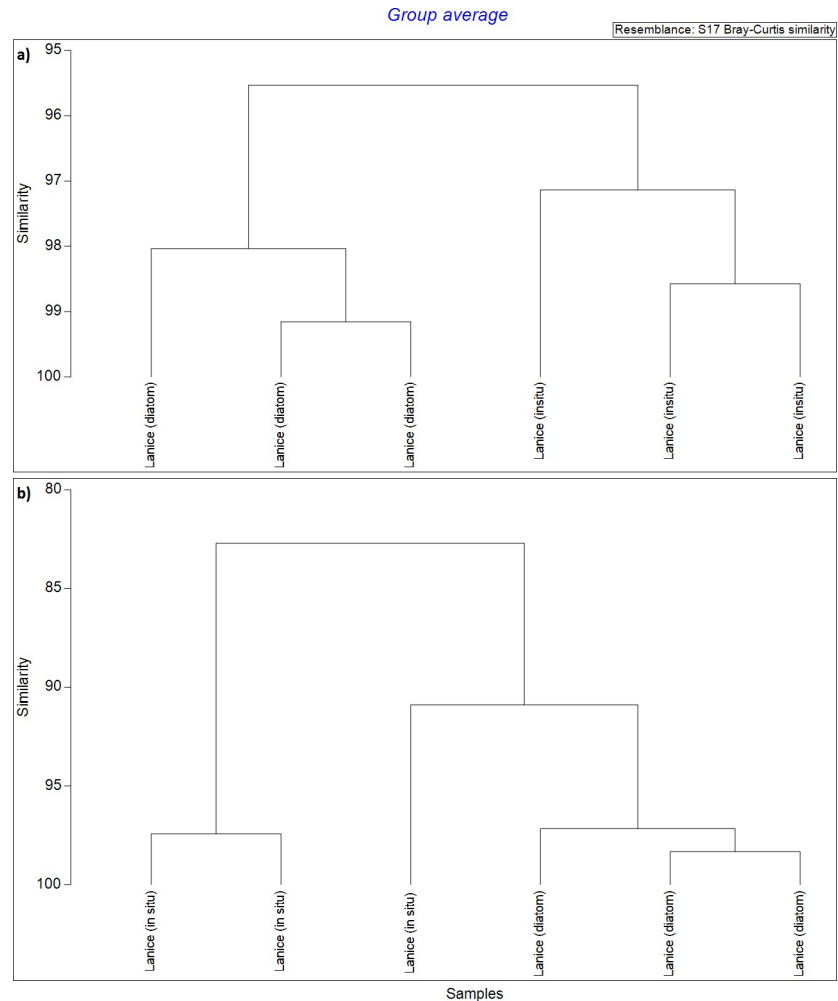 Group average
Resemblance: S17 Bray-Curtis similarity
a)
95
96
97
98
99
100
Similarity
Lanice (diatom)
Lanice (diatom)
Lanice (diatom)
Lanice (insitu)
Lanice (insitu)
Lanice (insitu)
b)
80
85
90
95
100
Similarity
Lanice (in situ)
Lanice (in situ)
Lanice (in situ)
Lanice (diatom)
Lanice (diatom)
Lanice (diatom)
Samples